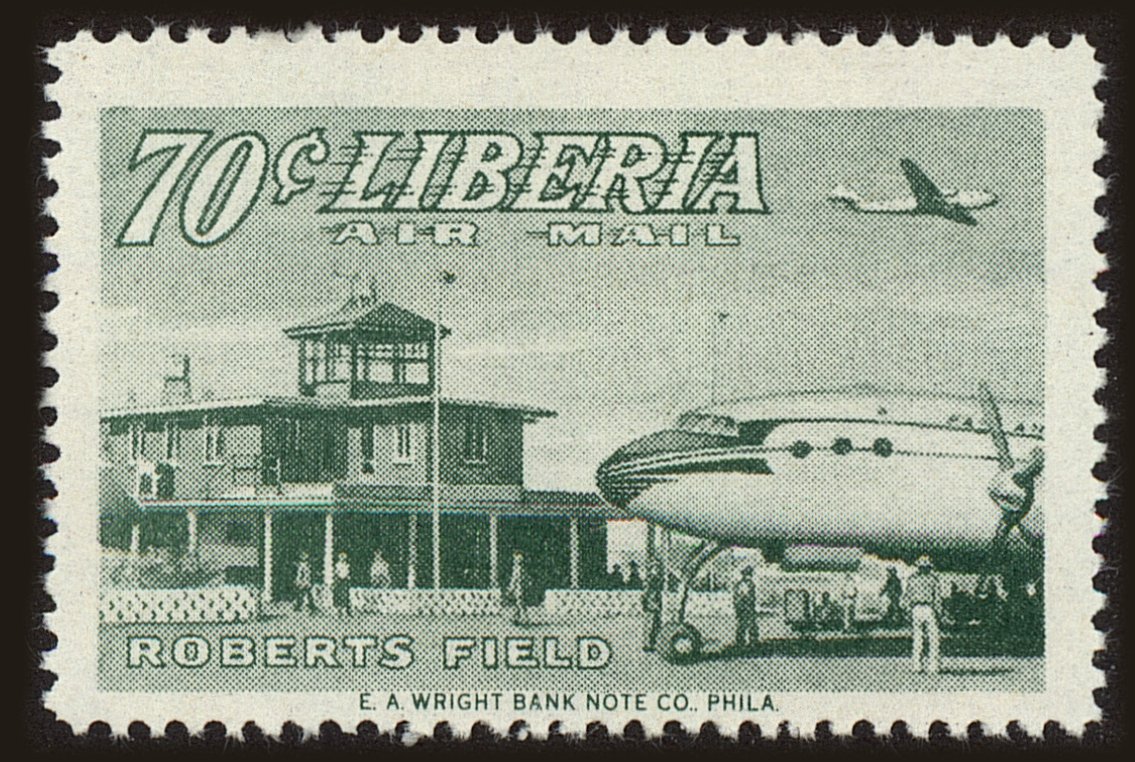 70¢ LIBERIA
AIR MAIL
ROBERTS FIELD
E. A. WRIGHT BANK NOTE CO., PHILA.